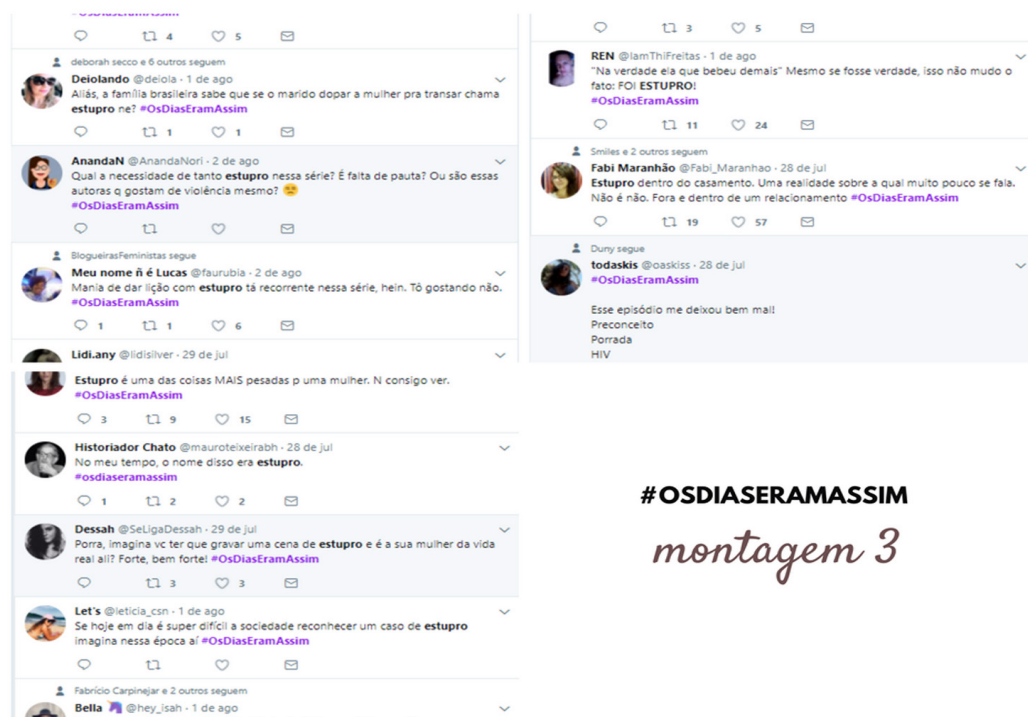 #OsDiasEramAssim
4 5
deborah secco e 6 outros seguem
Deiolando @deiola · 1 de ago
Aliás, a família brasileira sabe que se o marido dopar a mulher pra transar chama
estupro ne? #OsDiasEramAssim
1 1
AnandaN @AnandaNori · 2 de ago
Qual a necessidade de tanto estupro nessa série? É falta de pauta? Ou são essas
autoras q gostam de violência mesmo? 😒
#OsDiasEramAssim
BlogueirasFeministas segue
Meu nome ñ é Lucas @faurubia · 2 de ago
Mania de dar lição com estupro tá recorrente nessa série, hein. Tô gostando não.
#OsDiasEramAssim
1 1 6
Lidi.any @lidisilver · 29 de jul
Estupro é uma das coisas MAIS pesadas p uma mulher. N consigo ver.
#OsDiasEramAssim
3 9 15
Historiador Chato @mauroteixeirabh · 28 de jul
No meu tempo, o nome disso era estupro.
#osdiaseramassim
1 2 2
Dessah @SeLigaDessah · 29 de jul
Porra, imagina vc ter que gravar uma cena de estupro e é a sua mulher da vida
real ali? Forte, bem forte! #OsDiasEramAssim
3 3
Let's @leticia_csn · 1 de ago
Se hoje em dia é super difícil a sociedade reconhecer um caso de estupro
imagina nessa época aí #OsDiasEramAssim
Fabrício Carpinejar e 2 outros seguem
Bella 🦄 @hey_isah · 1 de ago
3 5
REN @IamThiFreitas · 1 de ago
"Na verdade ela que bebeu demais" Mesmo se fosse verdade, isso não mudo o
fato: FOI ESTUPRO!
#OsDiasEramAssim
11 24
Smiles e 2 outros seguem
Fabi Maranhão @Fabi_Maranhao · 28 de jul
Estupro dentro do casamento. Uma realidade sobre a qual muito pouco se fala.
Não é não. Fora e dentro de um relacionamento #OsDiasEramAssim
19 57
Duny segue
todaskis @oaskiss · 28 de jul
#OsDiasEramAssim
Esse episódio me deixou bem mal!
Preconceito
Porrada
HIV
#OSDIASERAMASSIM
montagem 3